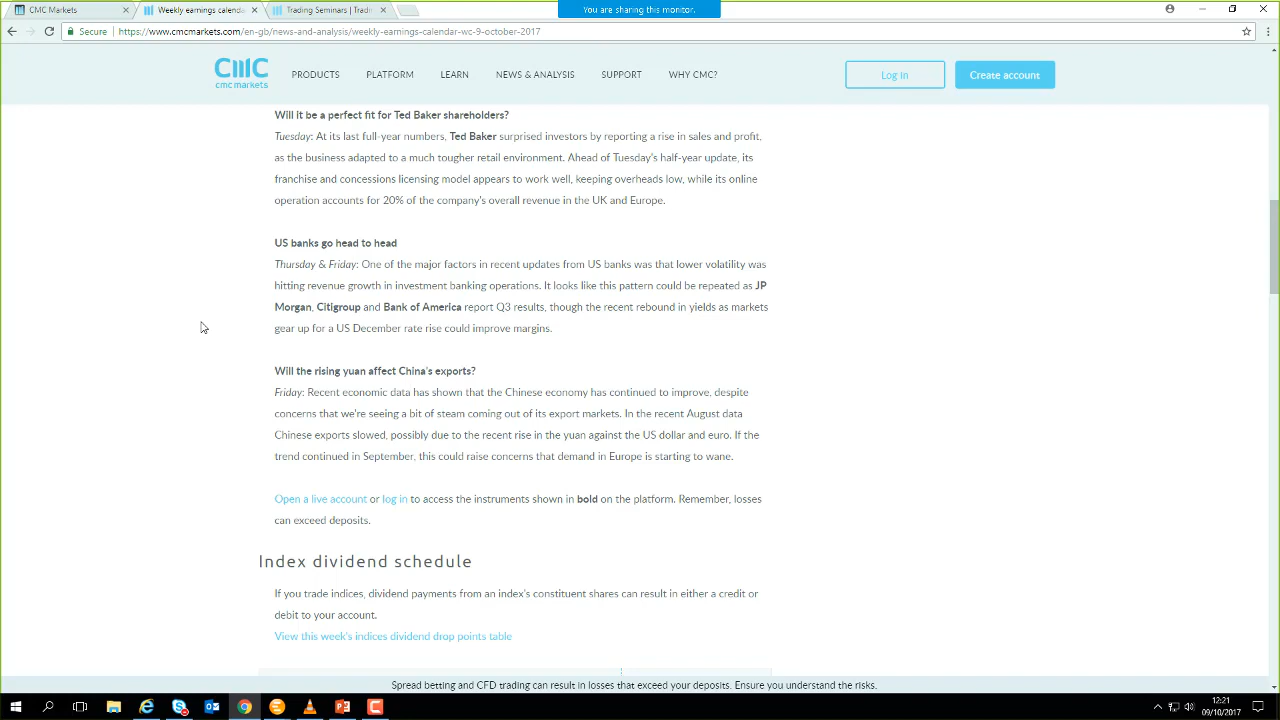 You are sharing this monitor.
CMC Markets
Weekly earnings calenda
Trading Seminars | Tradi
Secure
https://www.cmcmarkets.com/en-gb/news-and-analysis/weekly-earnings-calendar-wc-9-october-2017
cmc markets
PRODUCTS
PLATFORM
LEARN
NEWS & ANALYSIS
SUPPORT
WHY CMC?
Log in
Create account
Will it be a perfect fit for Ted Baker shareholders?
Tuesday: At its last full-year numbers, Ted Baker surprised investors by reporting a rise in sales and profit,
as the business adapted to a much tougher retail environment. Ahead of Tuesday's half-year update, its
franchise and concessions licensing model appears to work well, keeping overheads low, while its online
operation accounts for 20% of the company's overall revenue in the UK and Europe.
US banks go head to head
Thursday & Friday: One of the major factors in recent updates from US banks was that lower volatility was
hitting revenue growth in investment banking operations. It looks like this pattern could be repeated as JP
Morgan, Citigroup and Bank of America report Q3 results, though the recent rebound in yields as markets
gear up for a US December rate rise could improve margins.
Will the rising yuan affect China's exports?
Friday: Recent economic data has shown that the Chinese economy has continued to improve, despite
concerns that we're seeing a bit of steam coming out of its export markets. In the recent August data
Chinese exports slowed, possibly due to the recent rise in the yuan against the US dollar and euro. If the
trend continued in September, this could raise concerns that demand in Europe is starting to wane.
Open a live account or log in to access the instruments shown in bold on the platform. Remember, losses
can exceed deposits.
Index dividend schedule
If you trade indices, dividend payments from an index's constituent shares can result in either a credit or
debit to your account.
View this week's indices dividend drop points table
Spread betting and CFD trading can result in losses that exceed your deposits. Ensure you understand the risks.
12:21
09/10/2017